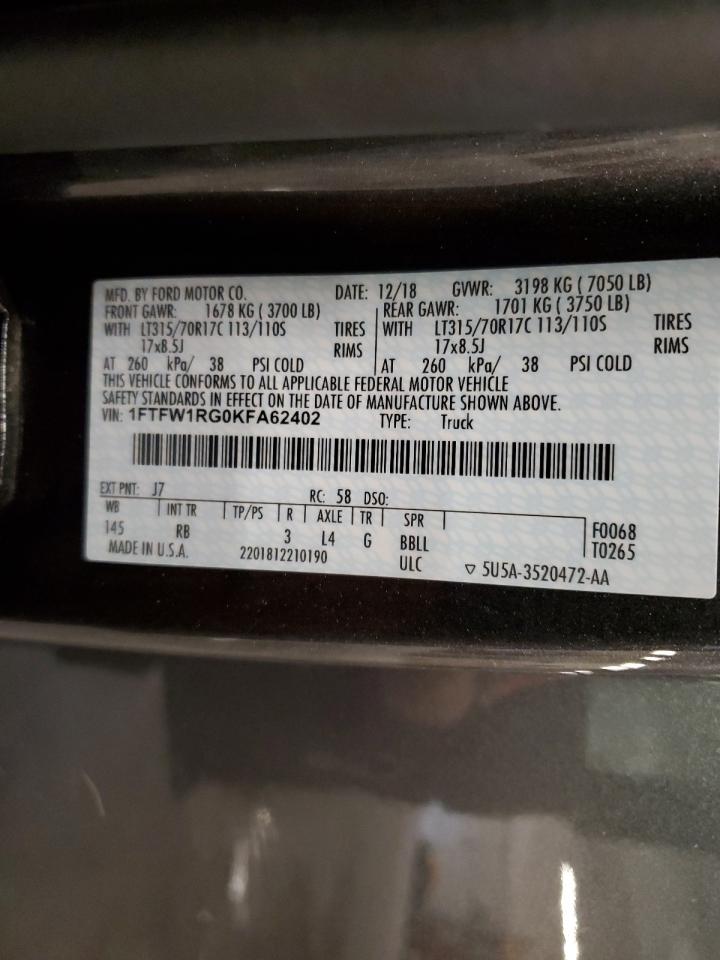 MFD. BY FORD MOTOR CO. DATE: 12/18 GVWR: 3198 KG ( 7050 LB)
FRONT GAWR: 1678 KG ( 3700 LB) REAR GAWR: 1701 KG ( 3750 LB)
WITH LT315/70R17C 113/110S TIRES WITH LT315/70R17C 113/110S TIRES
17x8.5J RIMS 17x8.5J RIMS
AT 260 kPa/ 38 PSI COLD AT 260 kPa/ 38 PSI COLD
THIS VEHICLE CONFORMS TO ALL APPLICABLE FEDERAL MOTOR VEHICLE
SAFETY STANDARDS IN EFFECT ON THE DATE OF MANUFACTURE SHOWN ABOVE.
VIN: 1FTFW1RG0KFA62402 TYPE: Truck
EXT PNT: J7 RC: 58 DSO:
WB INT TR TP/PS R AXLE TR SPR
145 RB 3 L4 G BBLL F0068
MADE IN U.S.A. 2201812210190 ULC T0265
▽ 5U5A-3520472-AA